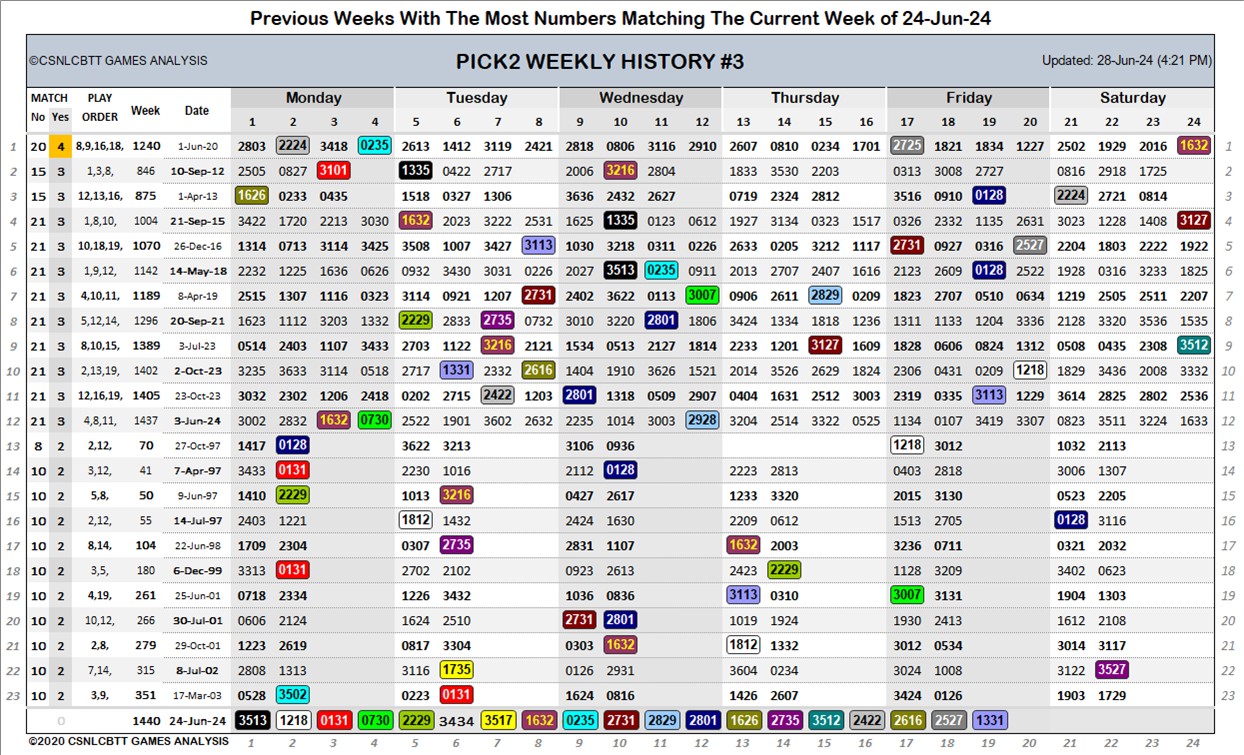 Previous Weeks With The Most Numbers Matching The Current Week of 24-Jun-24
©CSNLCBTT GAMES ANALYSIS PICK2 WEEKLY HISTORY #3 Updated: 28-Jun-24 (4:21 PM)
MATCH PLAY Week Date Monday Tuesday Wednesday Thursday Friday Saturday
No Yes ORDER 1 2 3 4 5 6 7 8 9 10 11 12 13 14 15 16 17 18 19 20 21 22 23 24
1 20 4 8,9,16,18, 1240 1-Jun-20 2803 2224 3418 0235 2613 1412 3119 2421 2818 0806 3116 2910 2607 0810 0234 1701 2725 1821 1834 1227 2502 1929 2016 1632 1
2 15 3 1,3,8, 846 10-Sep-12 2505 0827 3101 1335 0422 2717 2006 3216 2804 1833 3530 2203 0313 3008 2727 0816 2918 1725 2
3 15 3 12,13,16, 875 1-Apr-13 1626 0233 0435 1518 0327 1306 3636 2432 2627 0719 2324 2812 3516 0910 0128 2224 2721 0814 3
4 21 3 1,8,10, 1004 21-Sep-15 3422 1720 2213 3030 1632 2023 3222 2531 1625 1335 0123 0612 1927 3134 0323 1517 0326 2332 1135 2631 3023 1228 1408 3127 4
5 21 3 10,18,19, 1070 26-Dec-16 1314 0713 3114 3425 3508 1007 3427 3113 1030 3218 0311 0226 2633 0205 3212 1117 2731 0927 0316 2527 2204 1803 2222 1922 5
6 21 3 1,9,12, 1142 14-May-18 2232 1225 1636 0626 0932 3430 3031 0226 2027 3513 0235 0911 2013 2707 2407 1616 2123 2609 0128 2522 1928 0316 3233 1825 6
7 21 3 4,10,11, 1189 8-Apr-19 2515 1307 1116 0323 3114 0921 1207 2731 2402 3622 0113 3007 0906 2611 2829 0209 1823 2707 0510 0634 1219 2505 2511 2207 7
8 21 3 5,12,14, 1296 20-Sep-21 1623 1112 3203 1332 2229 2833 2735 0732 3010 3220 2801 1806 3424 1334 1818 1236 1311 1133 1204 3336 2128 3320 3536 1535 8
9 21 3 8,10,15, 1389 3-Jul-23 0514 2403 1107 3433 2703 1122 3216 2121 1534 0513 2127 1814 2233 1201 3127 1609 1828 0606 0824 1312 0508 0435 2308 3512 9
10 21 3 2,13,19, 1402 2-Oct-23 3235 3633 3114 0518 2717 1331 2332 2616 1404 1910 3626 1521 2014 3526 2629 1824 2306 0431 0209 1218 1829 3436 2008 3332 10
11 21 3 12,16,19, 1405 23-Oct-23 3032 2302 1206 2418 0202 2715 2422 1203 2801 1318 0509 2907 0404 1631 2512 3003 2319 0335 3113 1229 3614 2825 2802 2536 11
12 21 3 4,8,11, 1437 3-Jun-24 3002 2832 1632 0730 2522 1901 3602 2632 2235 1014 3003 2928 3204 2514 3322 0525 1134 0107 3419 3307 0823 3511 3224 1633 12
13 8 2 2,12, 70 27-Oct-97 1417 0128 3622 3213 3106 0936 1218 3012 1032 2113 13
14 10 2 3,12, 41 7-Apr-97 3433 0131 2230 1016 2112 0128 2223 2813 0403 2818 3006 1307 14
15 10 2 5,8, 50 9-Jun-97 1410 2229 1013 3216 0427 2617 1233 3320 2015 3130 0523 2205 15
16 10 2 2,12, 55 14-Jul-97 2403 1221 1812 1432 2424 1630 2209 0612 1513 2705 0128 3116 16
17 10 2 8,14, 104 22-Jun-98 1709 2304 0307 2735 2831 1107 1632 2003 3236 0711 0321 2032 17
18 10 2 3,5, 180 6-Dec-99 3313 0131 2702 2102 0923 2613 2423 2229 1128 3209 3402 0623 18
19 10 2 4,19, 261 25-Jun-01 0718 2334 1226 3432 1036 0836 3113 0310 3007 3131 1904 1303 19
20 10 2 10,12, 266 30-Jul-01 0606 2124 1624 2510 2731 2801 1019 1924 1930 2413 1612 2108 20
21 10 2 2,8, 279 29-Oct-01 1223 2619 0817 3304 0303 1632 1812 1332 3012 0534 3014 3117 21
22 10 2 7,14, 315 8-Jul-02 2808 1313 3116 1735 0126 2931 3604 0234 3024 1008 3122 3527 22
23 10 2 3,9, 351 17-Mar-03 0528 3502 0223 0131 1624 0816 1426 2607 3424 0126 1903 1729 23
0 1440 24-Jun-24 3513 1218 0131 0730 2229 3434 3517 1632 0235 2731 2829 2801 1626 2735 3512 2422 2616 2527 1331
©2020 CSNLCBTT GAMES ANALYSIS 1 2 3 4 5 6 7 8 9 10 11 12 13 14 15 16 17 18 19 20 21 22 23 24